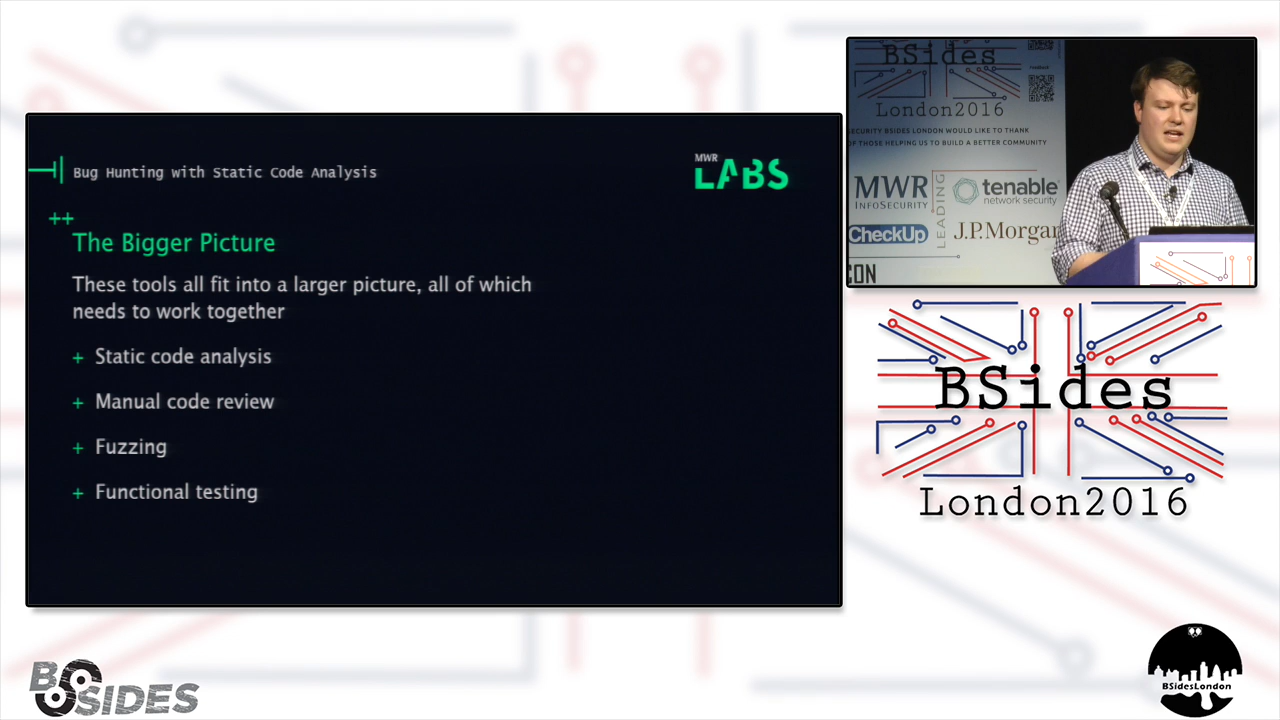 Bug Hunting with Static Code Analysis
MWR
LABS
++
The Bigger Picture
These tools all fit into a larger picture, all of which
needs to work together
+ Static code analysis
+ Manual code review
+ Fuzzing
+ Functional testing
BSides
London2016
SECURITY BSIDES LONDON WOULD LIKE TO THANK
OF THOSE HELPING US TO BUILD A BETTER COMMUNITY
MWR
INFOSECURITY
LEADING
tenable
network security
CheckUp
J.P.Morgan
CON
BSides
London2016
BSIDES
BSidesLondon